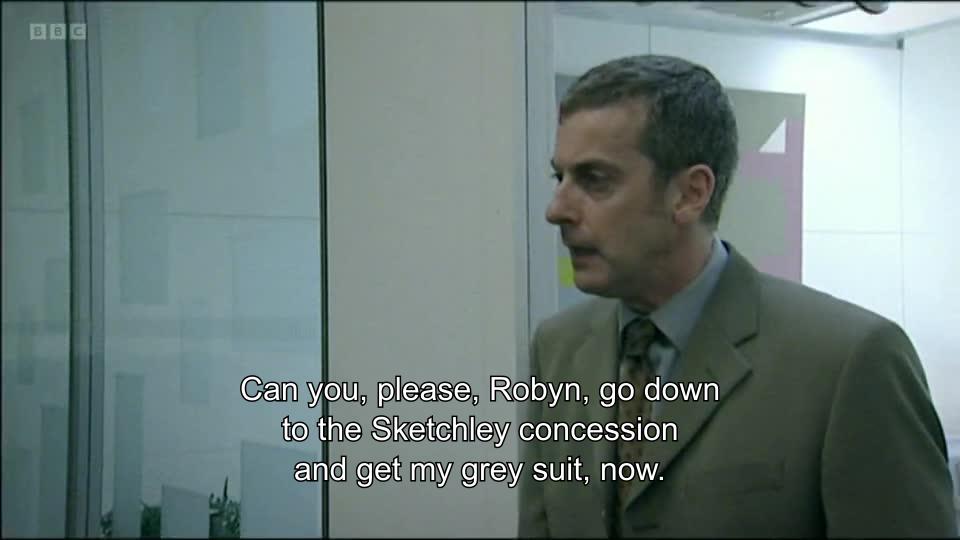 BBC
Can you, please, Robyn, go down
to the Sketchley concession
and get my grey suit, now.